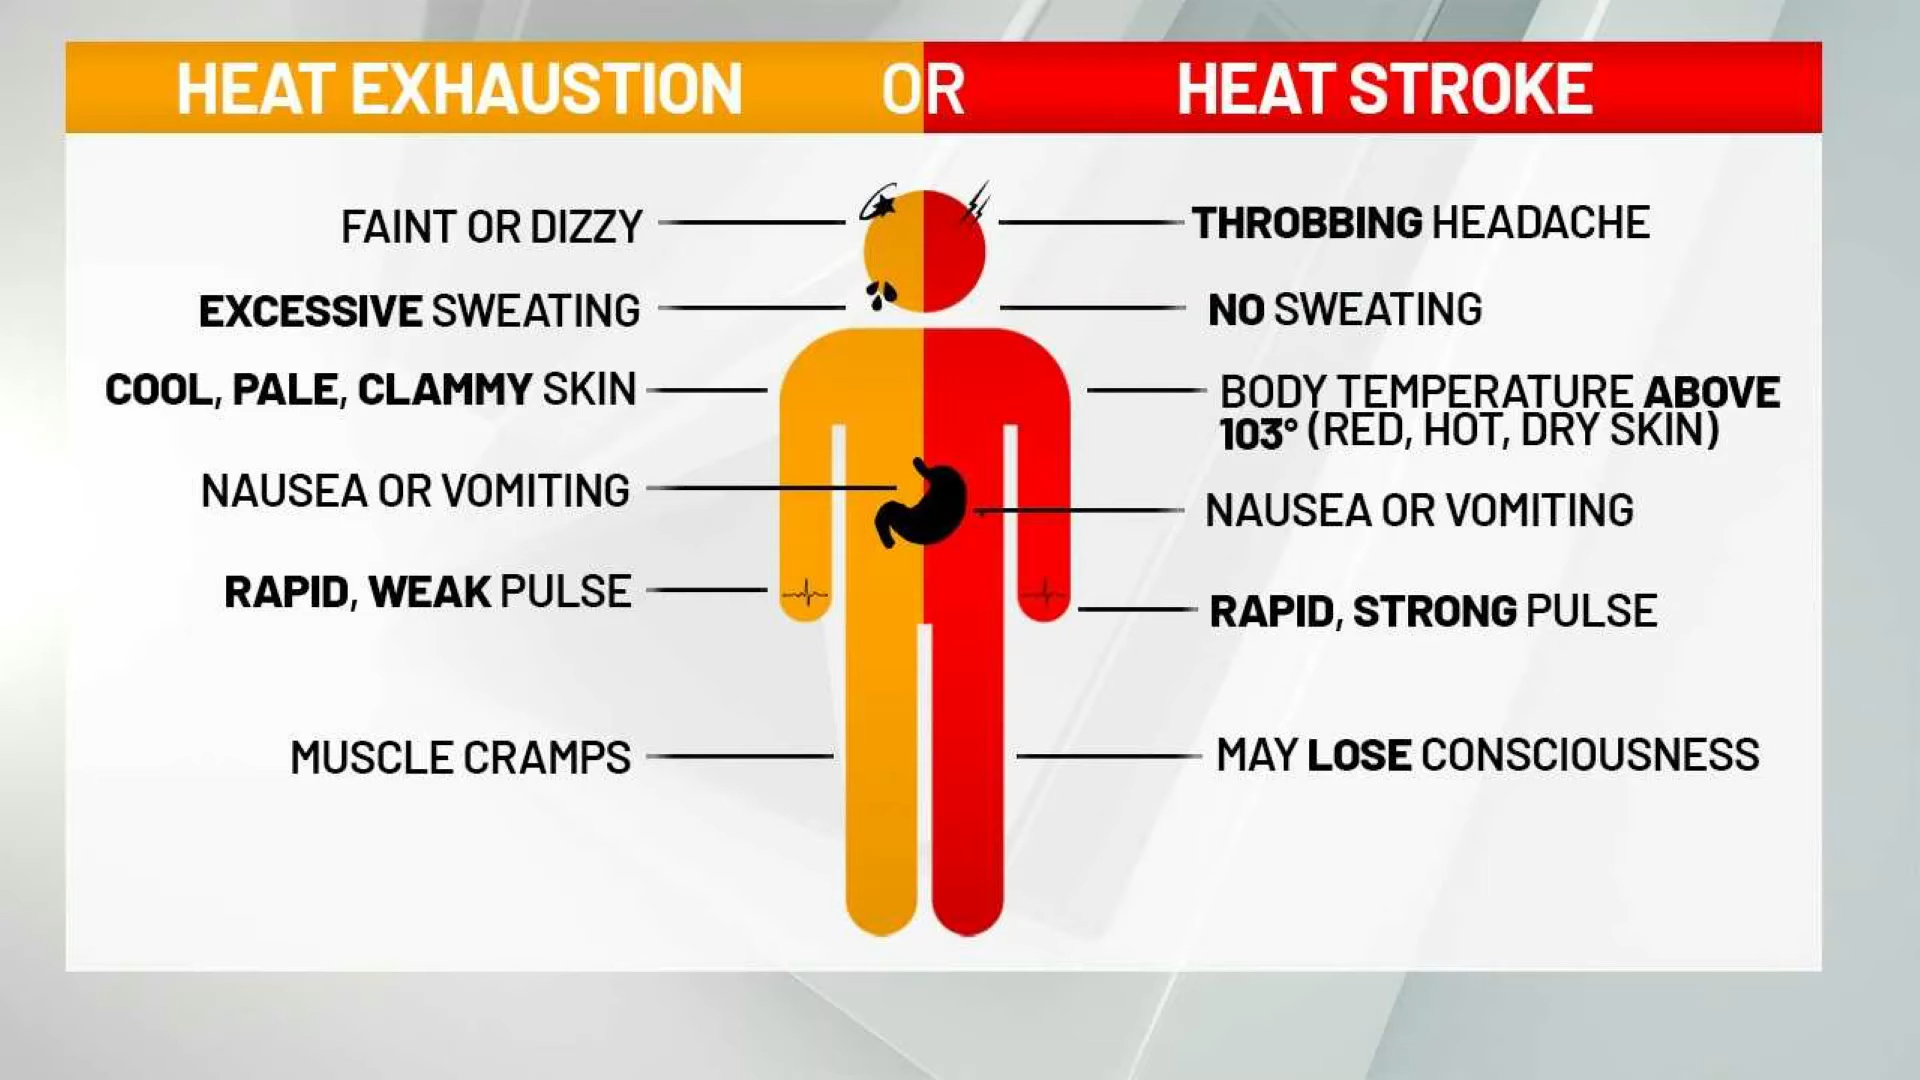 HEAT EXHAUSTION OR HEAT STROKE
FAINT OR DIZZY
EXCESSIVE SWEATING
COOL, PALE, CLAMMY SKIN
NAUSEA OR VOMITING
RAPID, WEAK PULSE
MUSCLE CRAMPS
THROBBING HEADACHE
NO SWEATING
BODY TEMPERATURE ABOVE
103° (RED, HOT, DRY SKIN)
NAUSEA OR VOMITING
RAPID, STRONG PULSE
MAY LOSE CONSCIOUSNESS